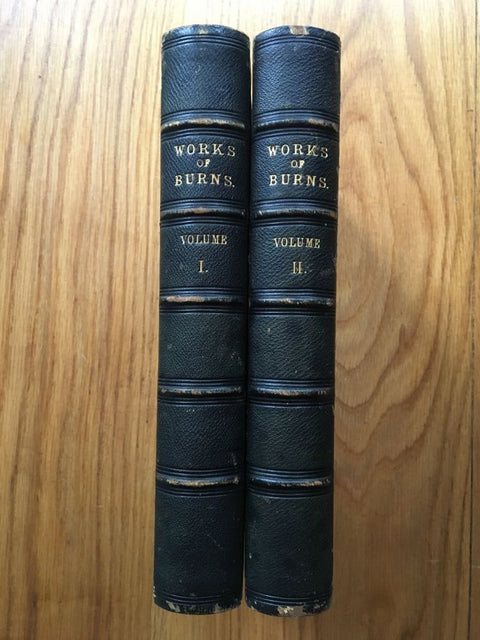 WORKS
OF
BURNS.
VOLUME
I.
WORKS
OF
BURNS.
VOLUME
II.